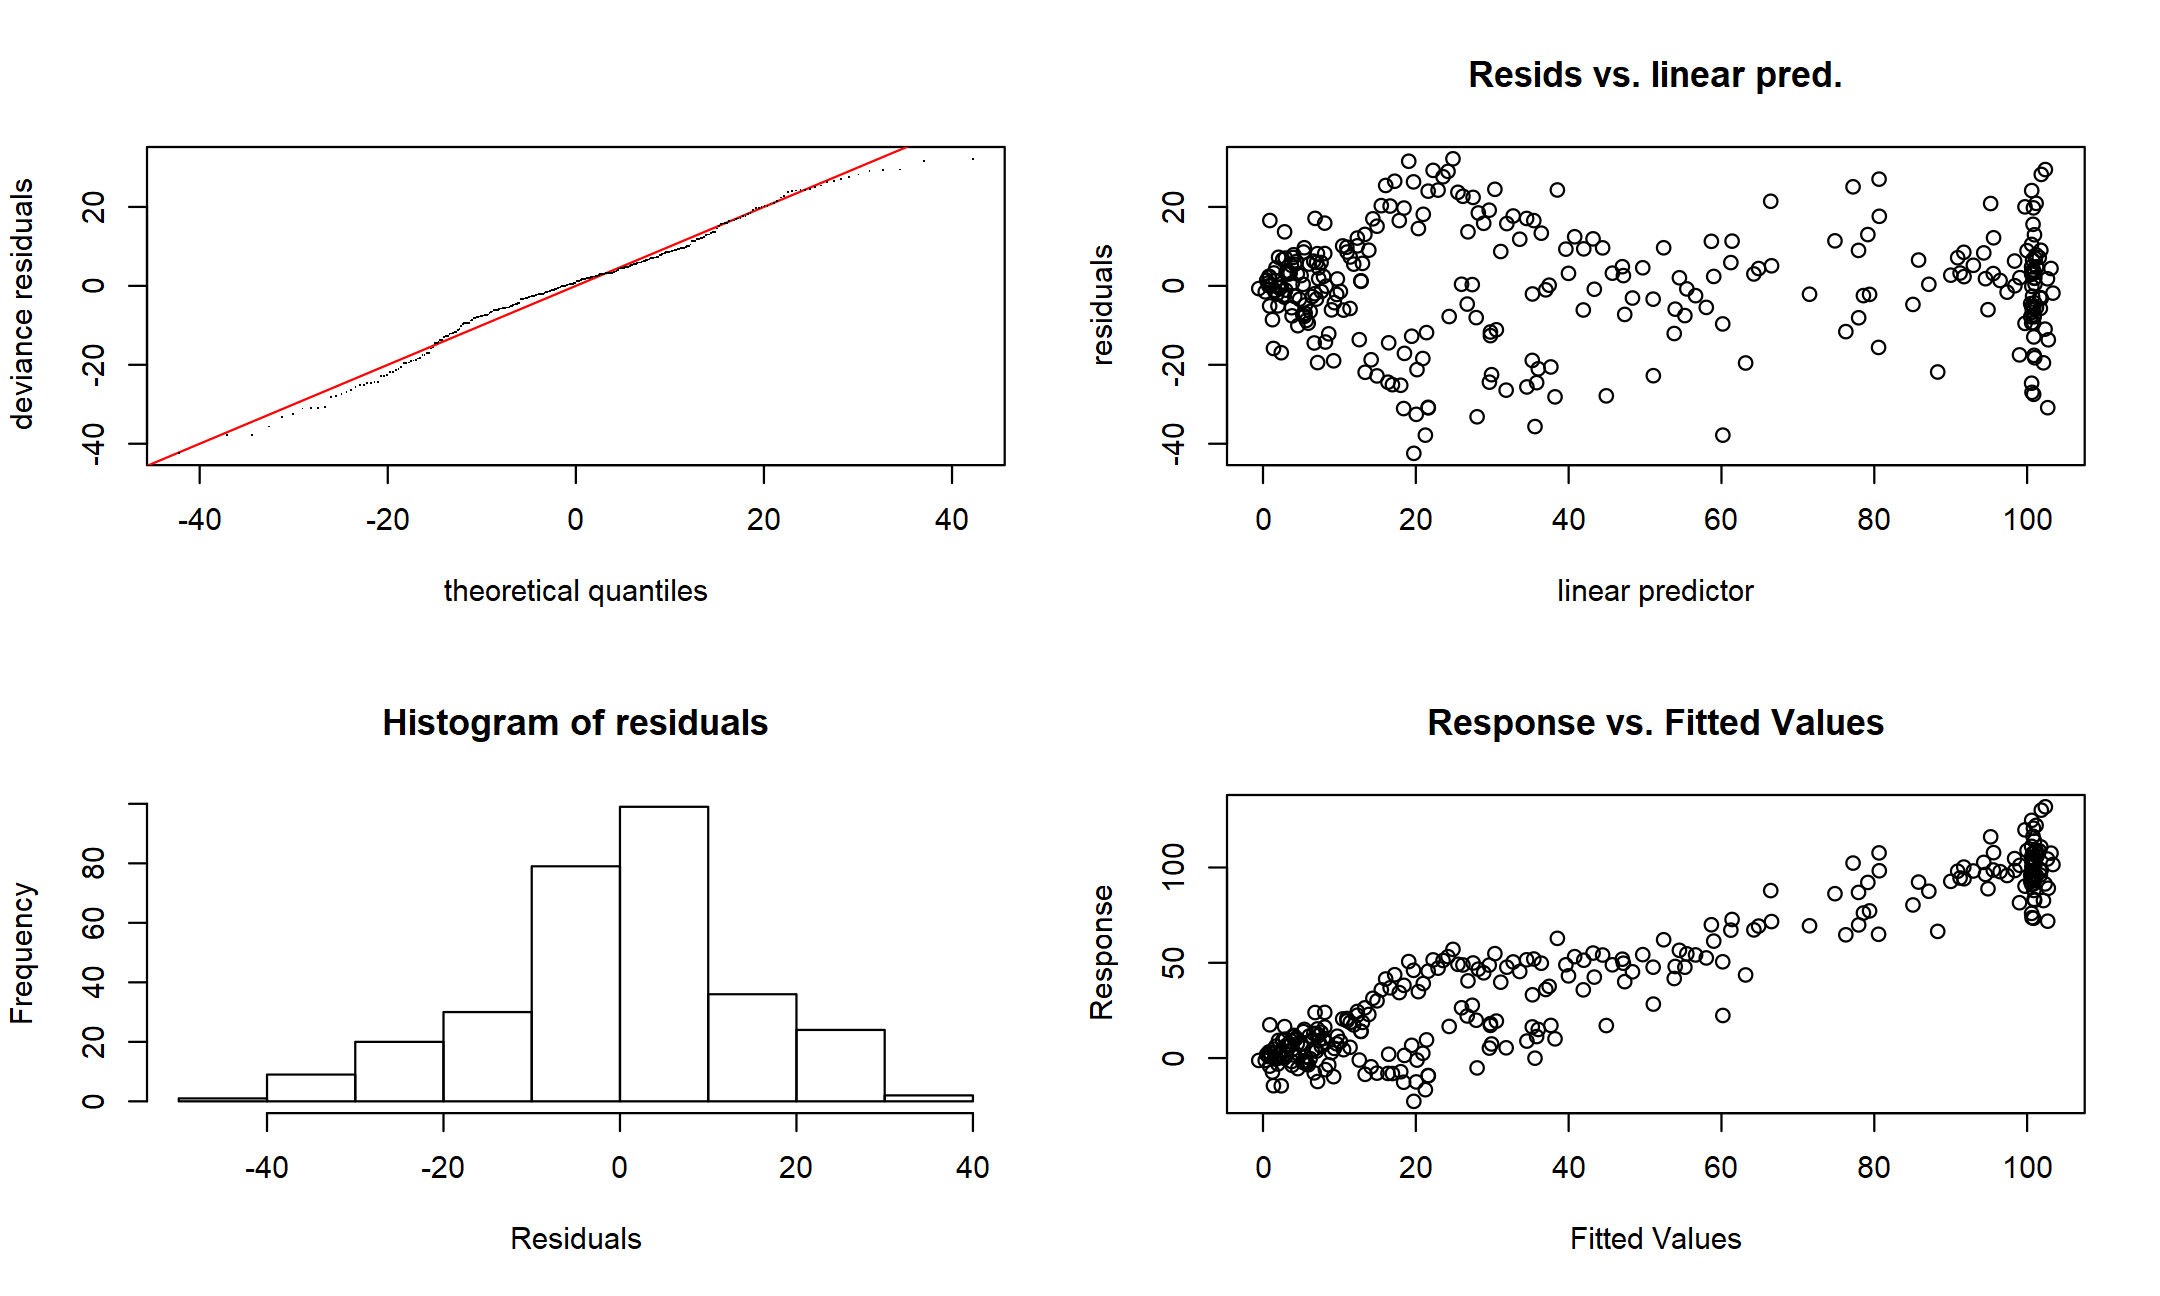 deviance residuals
20
0
-20
-40
-40 -20 0 20 40
theoretical quantiles
Resids vs. linear pred.
residuals
20
0
-20
-40
0 20 40 60 80 100
linear predictor
Histogram of residuals
Frequency
80
60
40
20
0
-40 -20 0 20 40
Residuals
Response vs. Fitted Values
Response
100
50
0
0 20 40 60 80 100
Fitted Values